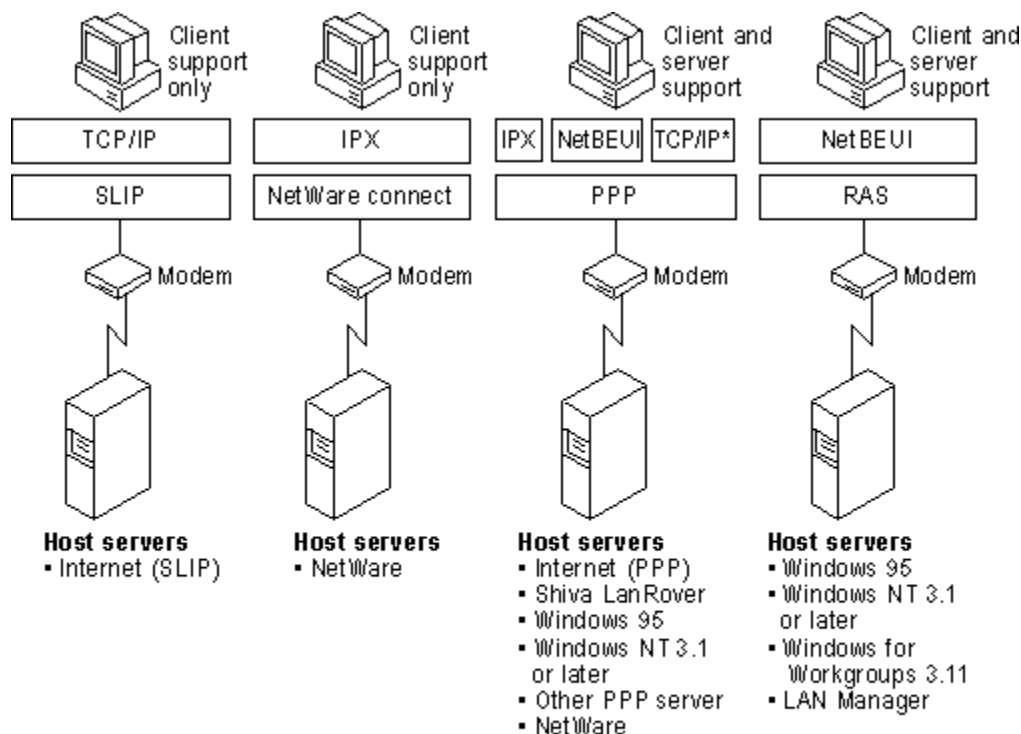 Client
support
only
TCP/IP
SLIP
Modem
Host servers
▪ Internet (SLIP)
Client
support
only
IPX
NetWare connect
Modem
Host servers
▪ NetWare
Client and
server
support
IPX
NetBEUI
TCP/IP*
PPP
Modem
Host servers
▪ Internet (PPP)
▪ Shiva LanRover
▪ Windows 95
▪ Windows NT 3.1
or later
▪ Other PPP server
▪ NetWare
Client and
server
support
NetBEUI
RAS
Modem
Host servers
▪ Windows 95
▪ Windows NT 3.1
or later
▪ Windows for
Workgroups 3.11
▪ LAN Manager